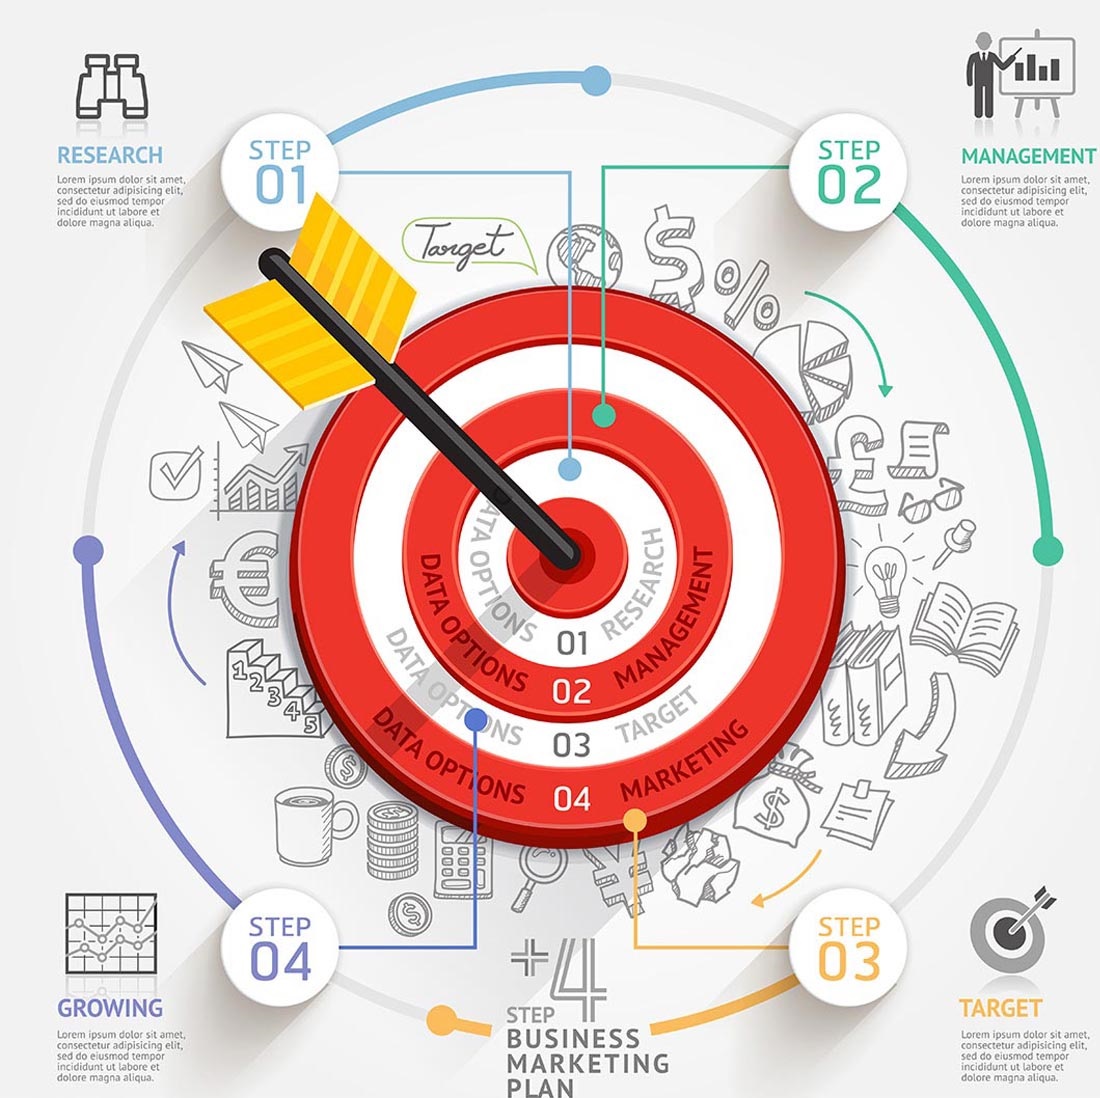 RESEARCH
Lorem ipsum dolor sit amet,
consectetur adipisicing elit,
sed do eiusmod tempor
incididunt ut labore et
dolore magna aliqua.
STEP
01
STEP
02
MANAGEMENT
Lorem ipsum dolor sit amet,
consectetur adipisicing elit,
sed do eiusmod tempor
incididunt ut labore et
dolore magna aliqua.
Target
$
%
£
€
1
2
3
4
5
DATA OPTIONS
01
RESEARCH
DATA OPTIONS
02
MANAGEMENT
DATA OPTIONS
03
TARGET
DATA OPTIONS
04
MARKETING
$
$
$
$
¥
STEP
04
STEP
03
GROWING
Lorem ipsum dolor sit amet,
consectetur adipisicing elit,
sed do eiusmod tempor
incididunt ut labore et
dolore magna aliqua.
+4
STEP
BUSINESS
MARKETING
PLAN
TARGET
Lorem ipsum dolor sit amet,
consectetur adipisicing elit,
sed do eiusmod tempor
incididunt ut labore et
dolore magna aliqua.